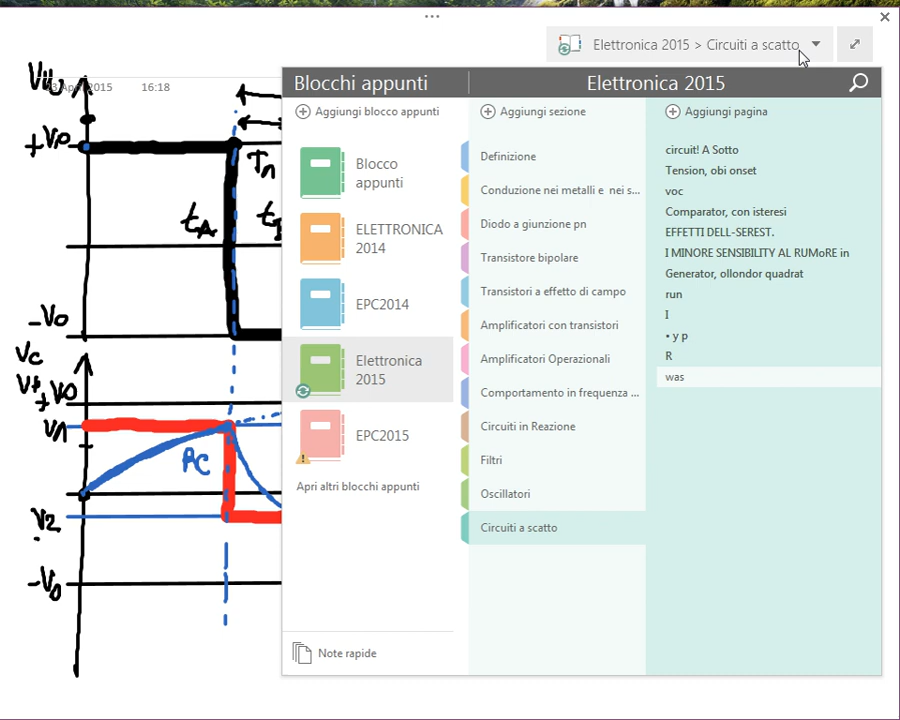 Elettronica 2015 > Circuiti a scatto
Blocchi appunti
Elettronica 2015
Aggiungi blocco appunti
Aggiungi sezione
Aggiungi pagina
Blocco
appunti
ELETTRONICA
2014
EPC2014
Elettronica
2015
EPC2015
Apri altri blocchi appunti
Note rapide
Definizione
Conduzione nei metalli e nei s...
Diodo a giunzione pn
Transistore bipolare
Transistori a effetto di campo
Amplificatori con transistori
Amplificatori Operazionali
Comportamento in frequenza ...
Circuiti in Reazione
Filtri
Oscillatori
Circuiti a scatto
circuit! A Sotto
Tension, obi onset
voc
Comparator, con isteresi
EFFETTI DELL-SEREST.
I MINORE SENSIBILITY AL RUMoRE in
Generator, ollondor quadrat
run
I
• y p
R
was
April 2015 16:18
+Vo
tA
-Vo
Vc
+Vo
V1
RC
V2
-Vo